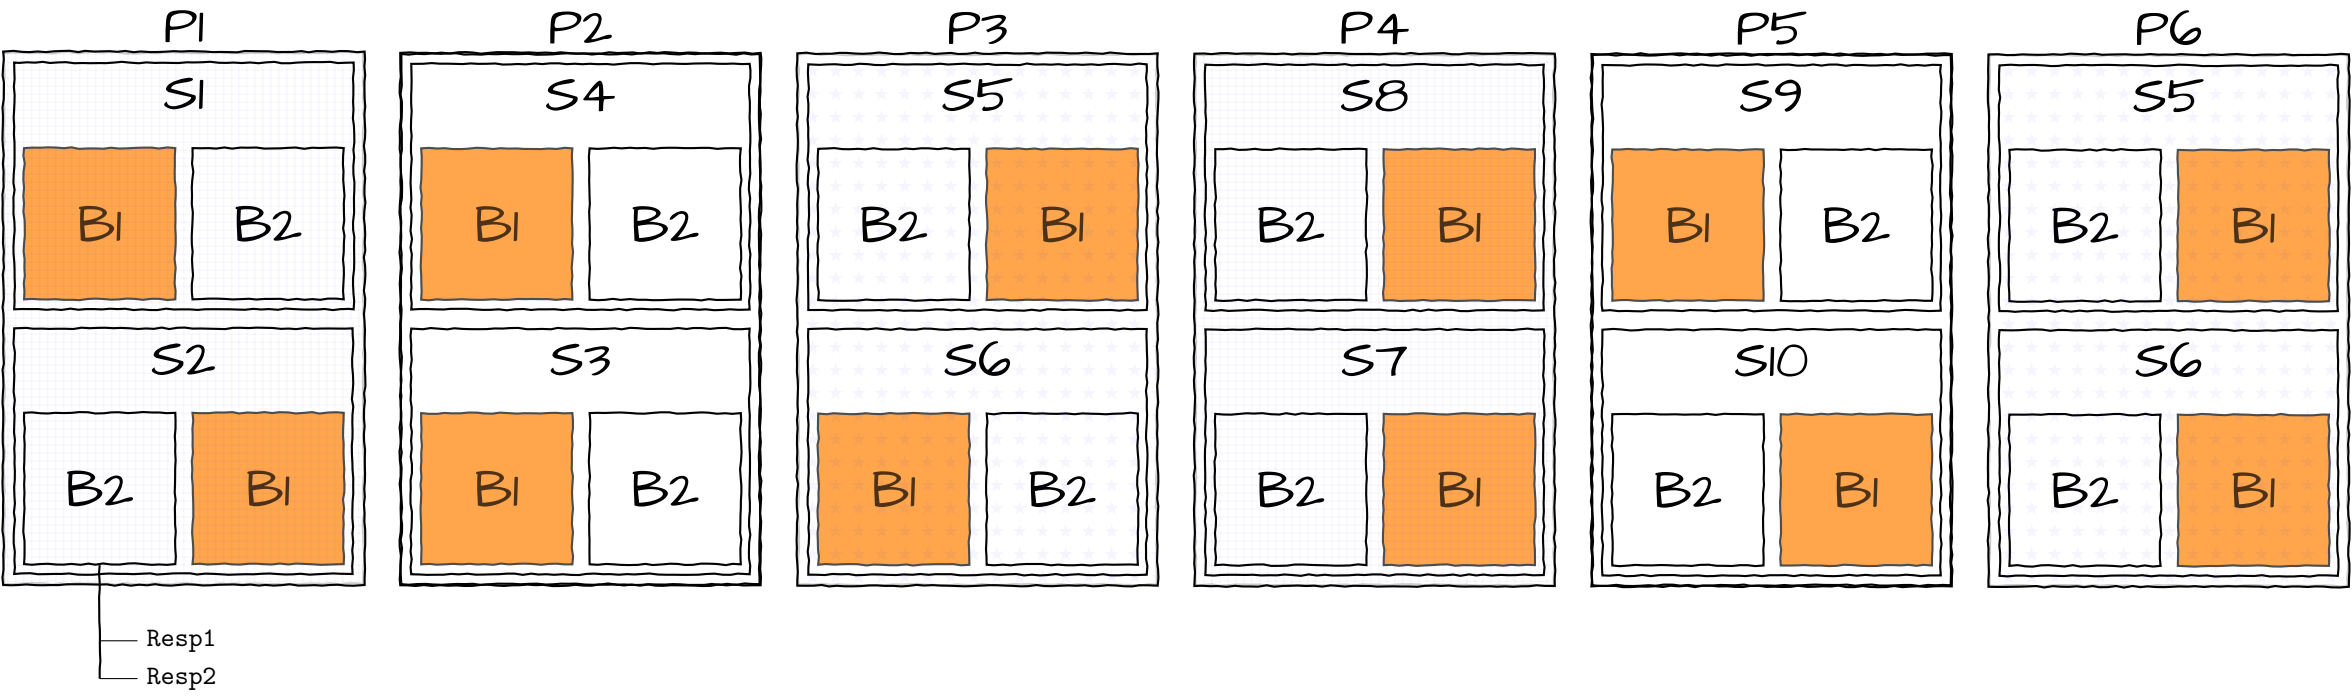 P1 P2 P3 P4 P5 P6
S1 S4 S5 S8 S9 S5
B1 B2 B1 B2 B2 B1 B2 B1 B1 B2 B2 B1
S2 S3 S6 S7 S10 S6
B2 B1 B1 B2 B1 B2 B2 B1 B2 B1 B2 B1
Resp1
Resp2